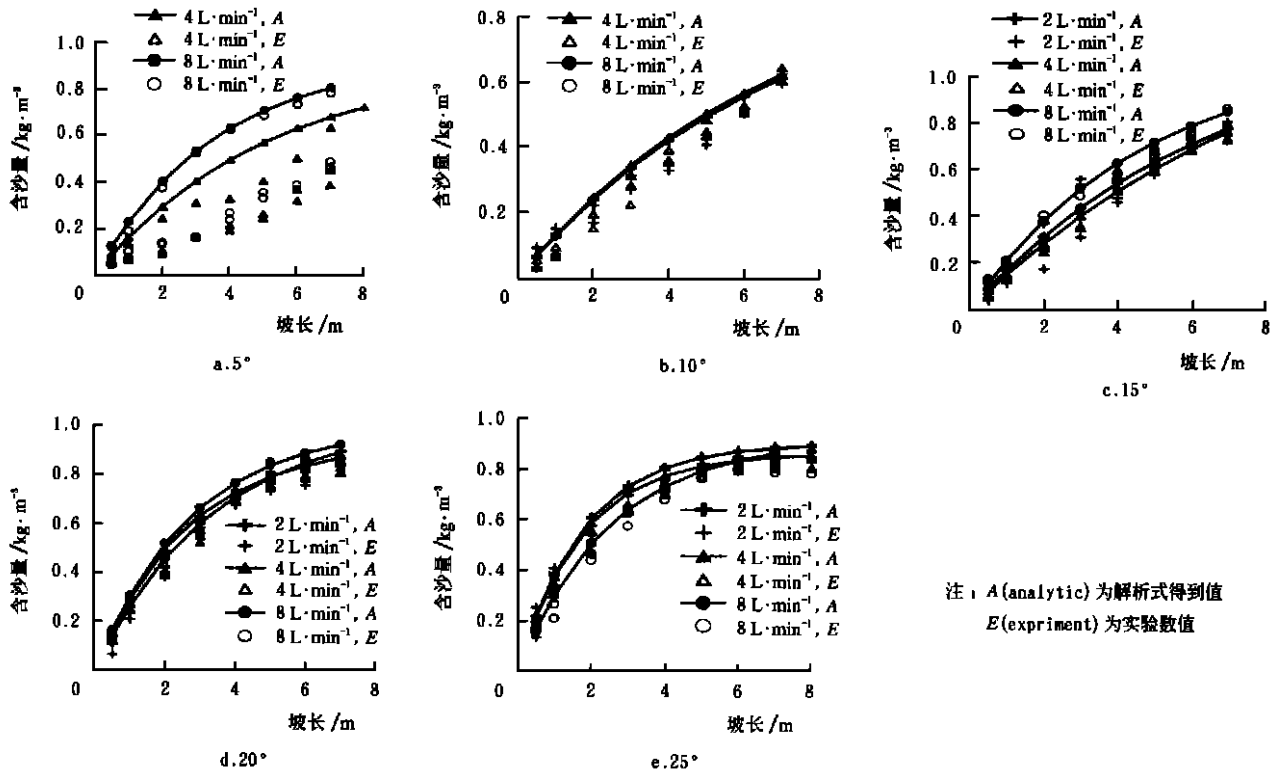 4 L·min⁻¹, A
4 L·min⁻¹, E
8 L·min⁻¹, A
8 L·min⁻¹, E
含沙量/kg·m⁻³
1.0
0.8
0.6
0.4
0.2
0
2
4
6
8
坡长/m
a.5°
4 L·min⁻¹, A
4 L·min⁻¹, E
8 L·min⁻¹, A
8 L·min⁻¹, E
含沙量/kg·m⁻³
0.8
0.6
0.4
0.2
0
2
4
6
8
坡长/m
b.10°
2 L·min⁻¹, A
2 L·min⁻¹, E
4 L·min⁻¹, A
4 L·min⁻¹, E
8 L·min⁻¹, A
8 L·min⁻¹, E
含沙量/kg·m⁻³
1.0
0.8
0.6
0.4
0.2
0
2
4
6
8
坡长/m
c.15°
含沙量/kg·m⁻³
1.0
0.8
0.6
0.4
0.2
2 L·min⁻¹, A
2 L·min⁻¹, E
4 L·min⁻¹, A
4 L·min⁻¹, E
8 L·min⁻¹, A
8 L·min⁻¹, E
0
2
4
6
8
坡长/m
d.20°
含沙量/kg·m⁻³
1.0
0.8
0.6
0.4
0.2
2 L·min⁻¹, A
2 L·min⁻¹, E
4 L·min⁻¹, A
4 L·min⁻¹, E
8 L·min⁻¹, A
8 L·min⁻¹, E
0
2
4
6
8
坡长/m
e.25°
注：A(analytic)为解析式得到值
E(expriment)为实验数值